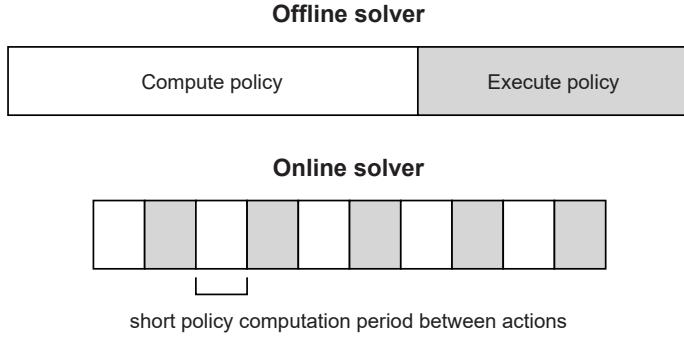 Offline solver
Compute policy
Execute policy
Online solver
short policy computation period between actions